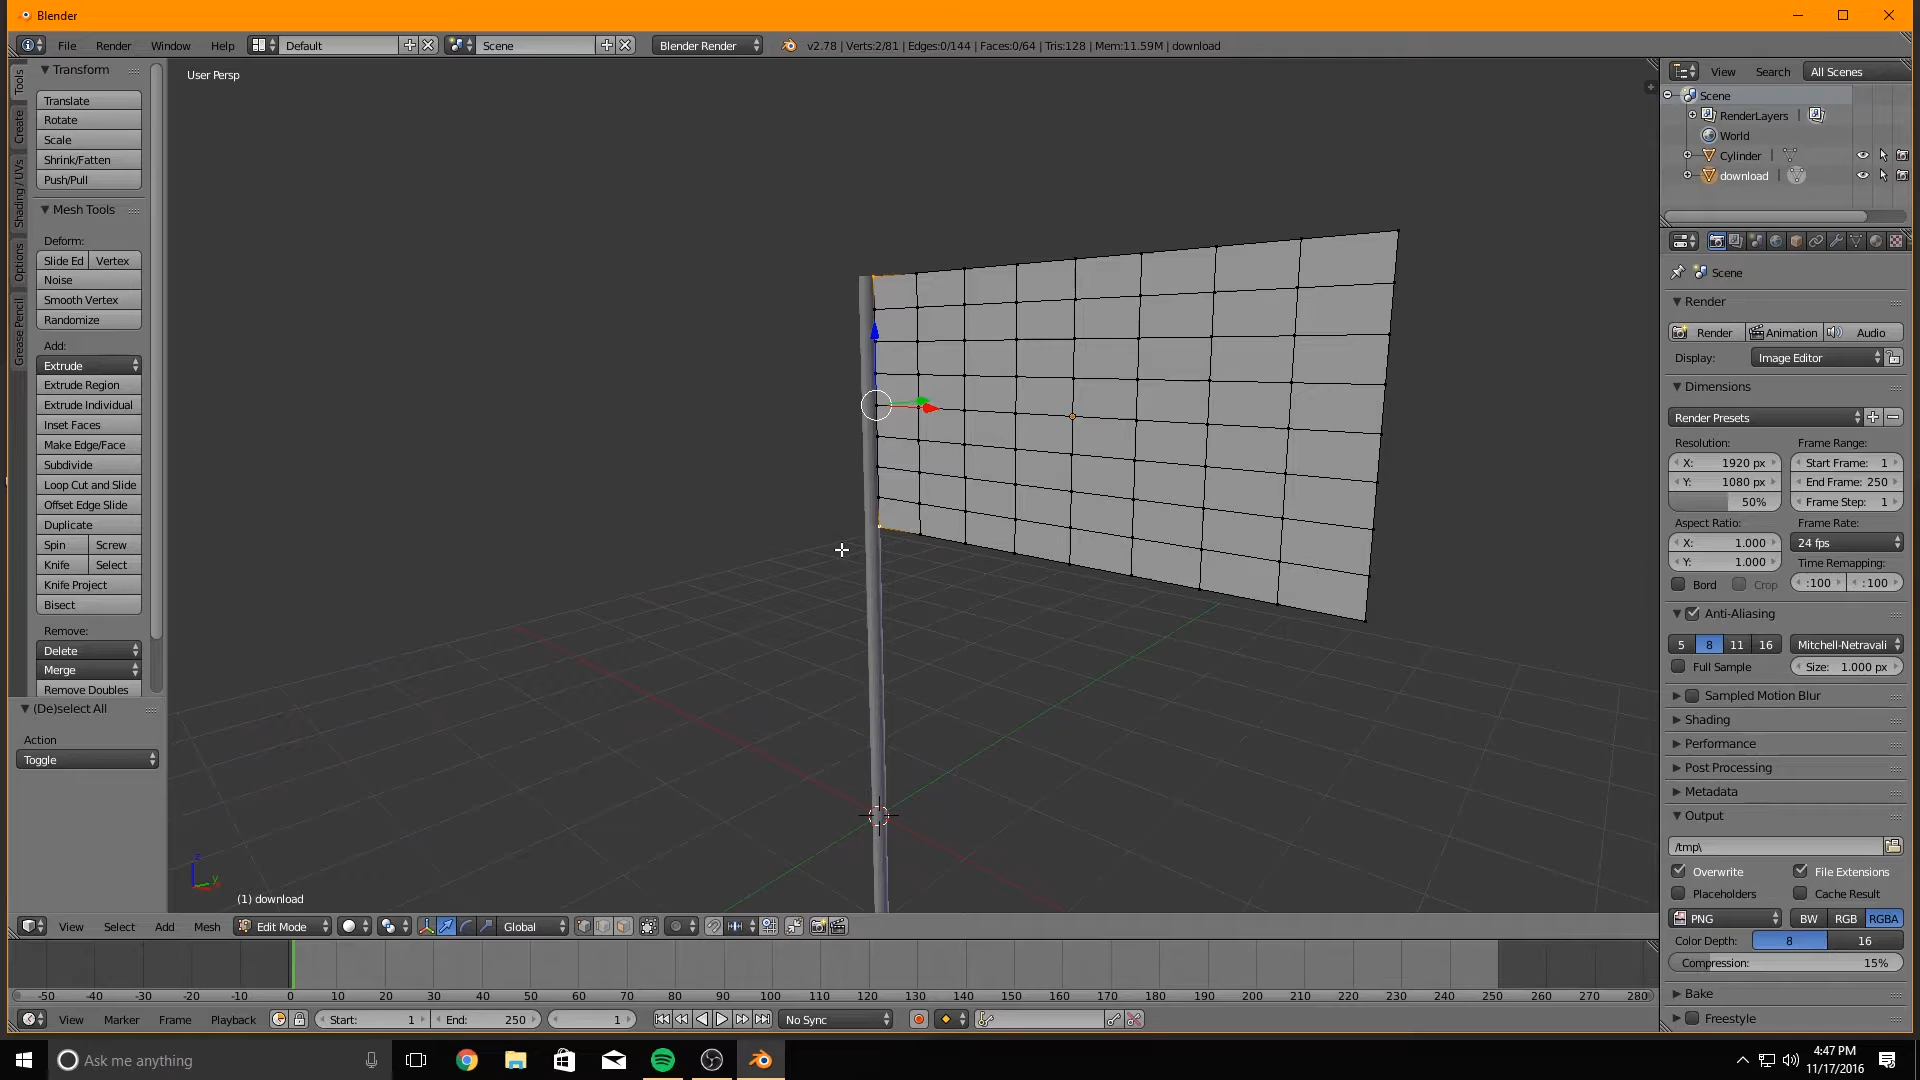 Blender
File Render Window Help Default Scene Blender Render v2.78 | Verts:2/81 | Edges:0/144 | Faces:0/64 | Tris:128 | Mem:11.59M | download
Tools
Create
Shading / UVs
Options
Grease Pencil
Transform
Translate
Rotate
Scale
Shrink/Fatten
Push/Pull
Mesh Tools
Deform:
Slide Ed Vertex
Noise
Smooth Vertex
Randomize
Add:
Extrude
Extrude Region
Extrude Individual
Inset Faces
Make Edge/Face
Subdivide
Loop Cut and Slide
Offset Edge Slide
Duplicate
Spin Screw
Knife Select
Knife Project
Bisect
Remove:
Delete
Merge
Remove Doubles
(De)select All
Action
Toggle
User Persp
z
y
(1) download
View Select Add Mesh Edit Mode Global
-50 -40 -30 -20 -10 0 10 20 30 40 50 60 70 80 90 100 110 120 130 140 150 160 170 180 190 200 210 220 230 240 250 260 270 280
View Marker Frame Playback Start: 1 End: 250 1 No Sync
View Search All Scenes
Scene
RenderLayers |
World
Cylinder |
download |
Scene
Render
Render Animation Audio
Display: Image Editor
Dimensions
Render Presets
Resolution: Frame Range:
X: 1920 px Start Frame: 1
Y: 1080 px End Frame: 250
50% Frame Step: 1
Aspect Ratio: Frame Rate:
X: 1.000 24 fps
Y: 1.000 Time Remapping:
Bord Crop :100 :100
Anti-Aliasing
5 8 11 16 Mitchell-Netravali
Full Sample Size: 1.000 px
Sampled Motion Blur
Shading
Performance
Post Processing
Metadata
Output
/tmp\
Overwrite File Extensions
Placeholders Cache Result
PNG BW RGB RGBA
Color Depth: 8 16
Compression: 15%
Bake
Freestyle
Ask me anything
4:47 PM
11/17/2016